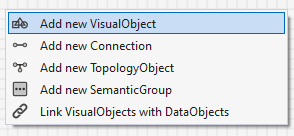 Add new VisualObject
Add new Connection
Add new TopologyObject
Add new SemanticGroup
Link VisualObjects with DataObjects